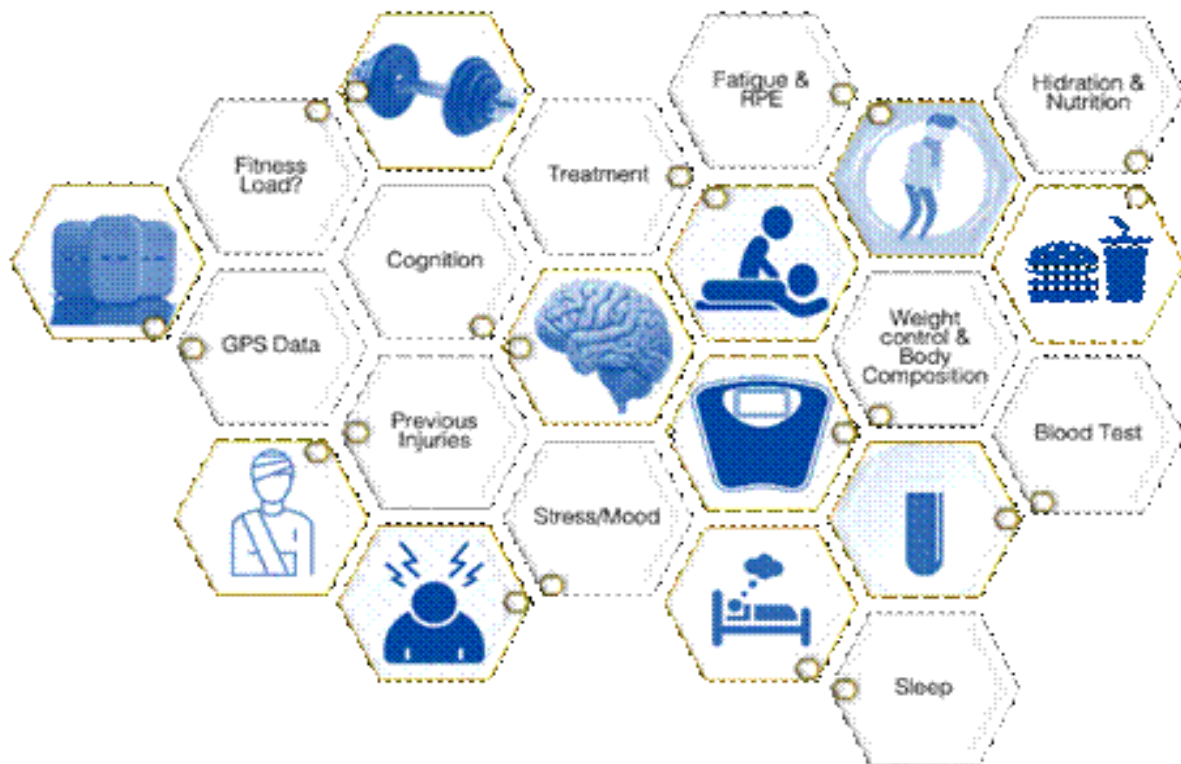 Fatigue &
RPE
Hidration &
Nutrition
Fitness
Load?
Treatment
Cognition
GPS Data
Weight
control &
Body
Composition
Previous
Injuries
Blood Test
Stress/Mood
Sleep